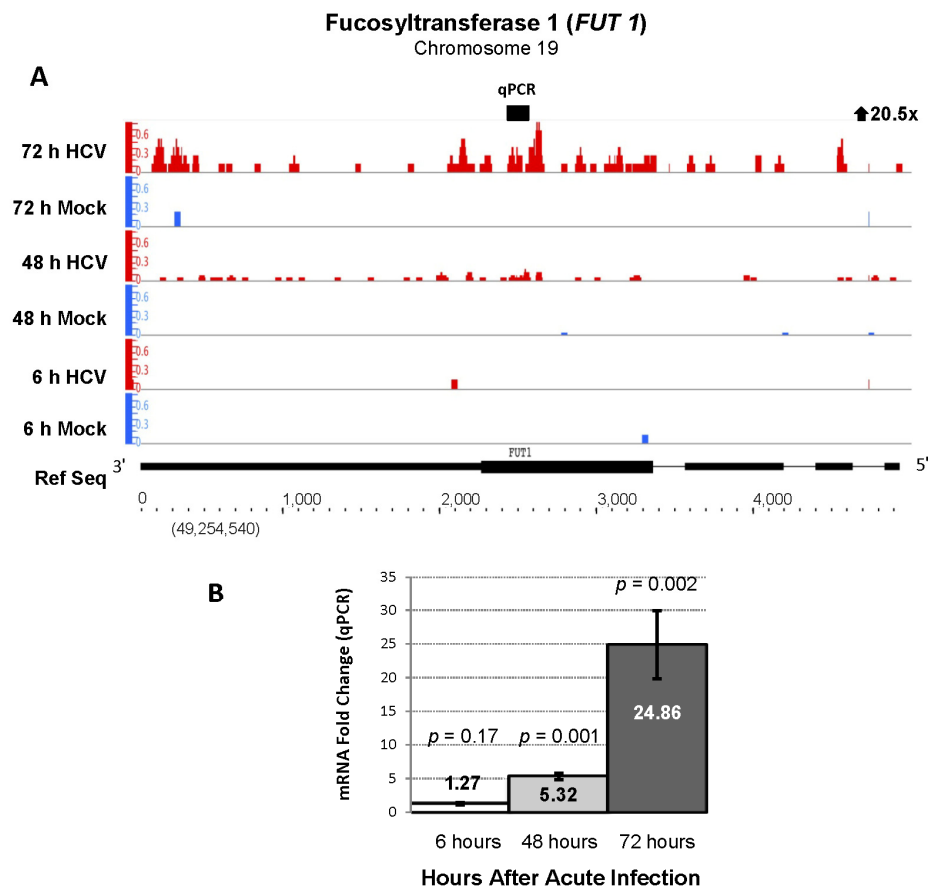 Fucosyltransferase 1 (FUT 1)
Chromosome 19
A
qPCR
20.5x
72 h HCV
0.6
0.3
0
72 h Mock
0.6
0.3
0
48 h HCV
0.6
0.3
0
48 h Mock
0.6
0.3
0
6 h HCV
0.6
0.3
0
6 h Mock
0.6
0.3
0
FUT1
3'
5'
Ref Seq
0 1,000 2,000 3,000 4,000
(49,254,540)
B
mRNA Fold Change (qPCR)
35
30
25
20
15
10
5
0
p = 0.002
24.86
p = 0.17 p = 0.001
1.27
5.32
6 hours 48 hours 72 hours
Hours After Acute Infection